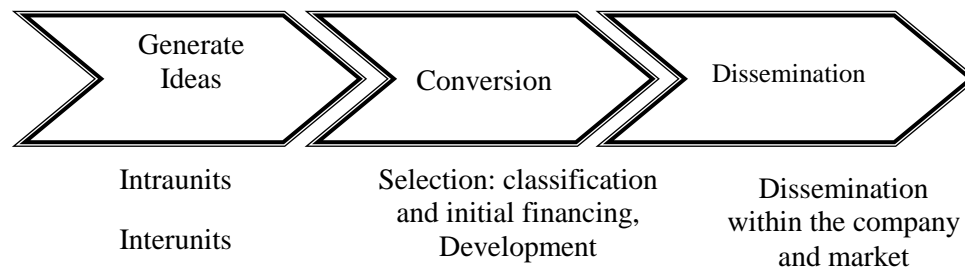 Generate
Ideas
Conversion
Dissemination
Intraunits
Interunits
Selection: classification
and initial financing,
Development
Dissemination
within the company
and market